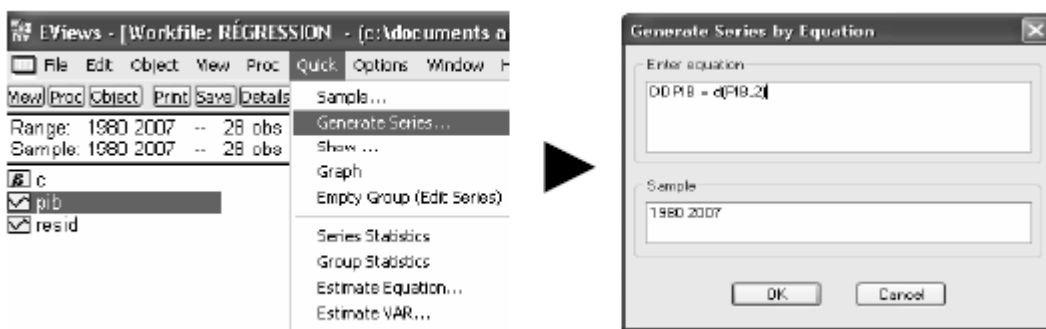 EViews - [Workfile: RÉGRESSION - (c:\documents a
File Edit Object View Proc Quick Options Window H
View Proc Object Print Save Details
Range: 1980 2007 -- 28 obs
Sample: 1980 2007 -- 28 obs
c
pib
resid
Sample...
Generate Series...
Show ...
Graph
Empty Group (Edit Series)
Series Statistics
Group Statistics
Estimate Equation...
Estimate VAR...
Generate Series by Equation
Enter equation
DDPIB = d(PIB,2)
Sample
1980 2007
OK
Cancel